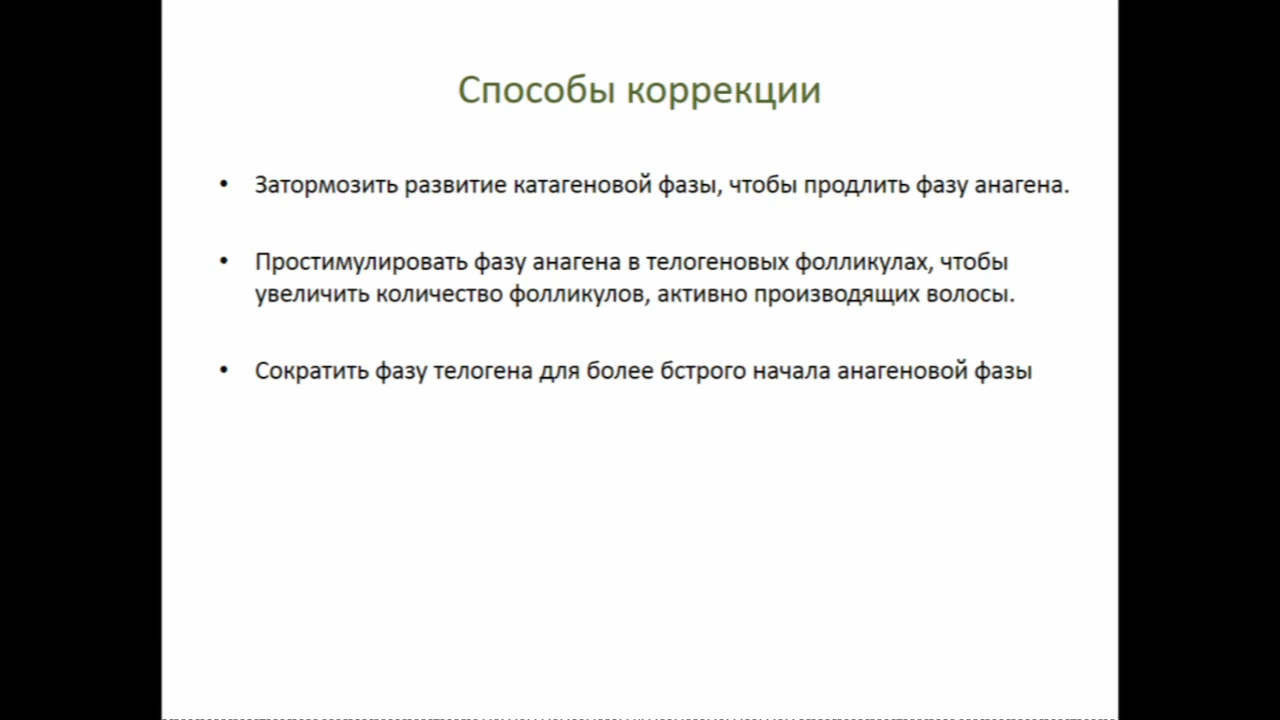 Способы коррекции
• Затормозить развитие катагеновой фазы, чтобы продлить фазу анагена.
• Простимулировать фазу анагена в телогеновых фолликулах, чтобы
увеличить количество фолликулов, активно производящих волосы.
• Сократить фазу телогена для более бстрого начала анагеновой фазы